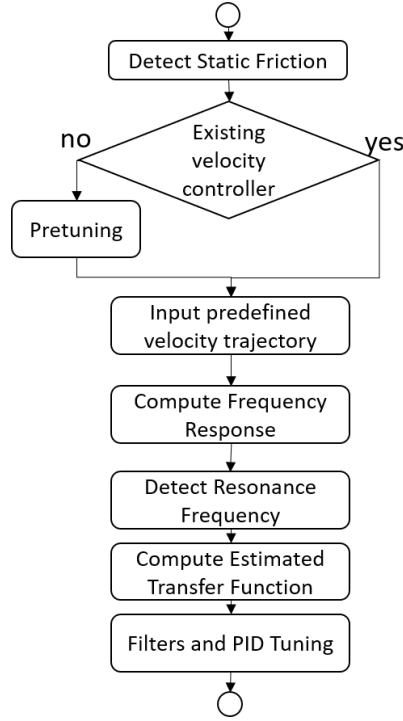 Detect Static Friction
Existing
velocity
controller
no
yes
Pretuning
Input predefined
velocity trajectory
Compute Frequency
Response
Detect Resonance
Frequency
Compute Estimated
Transfer Function
Filters and PID Tuning